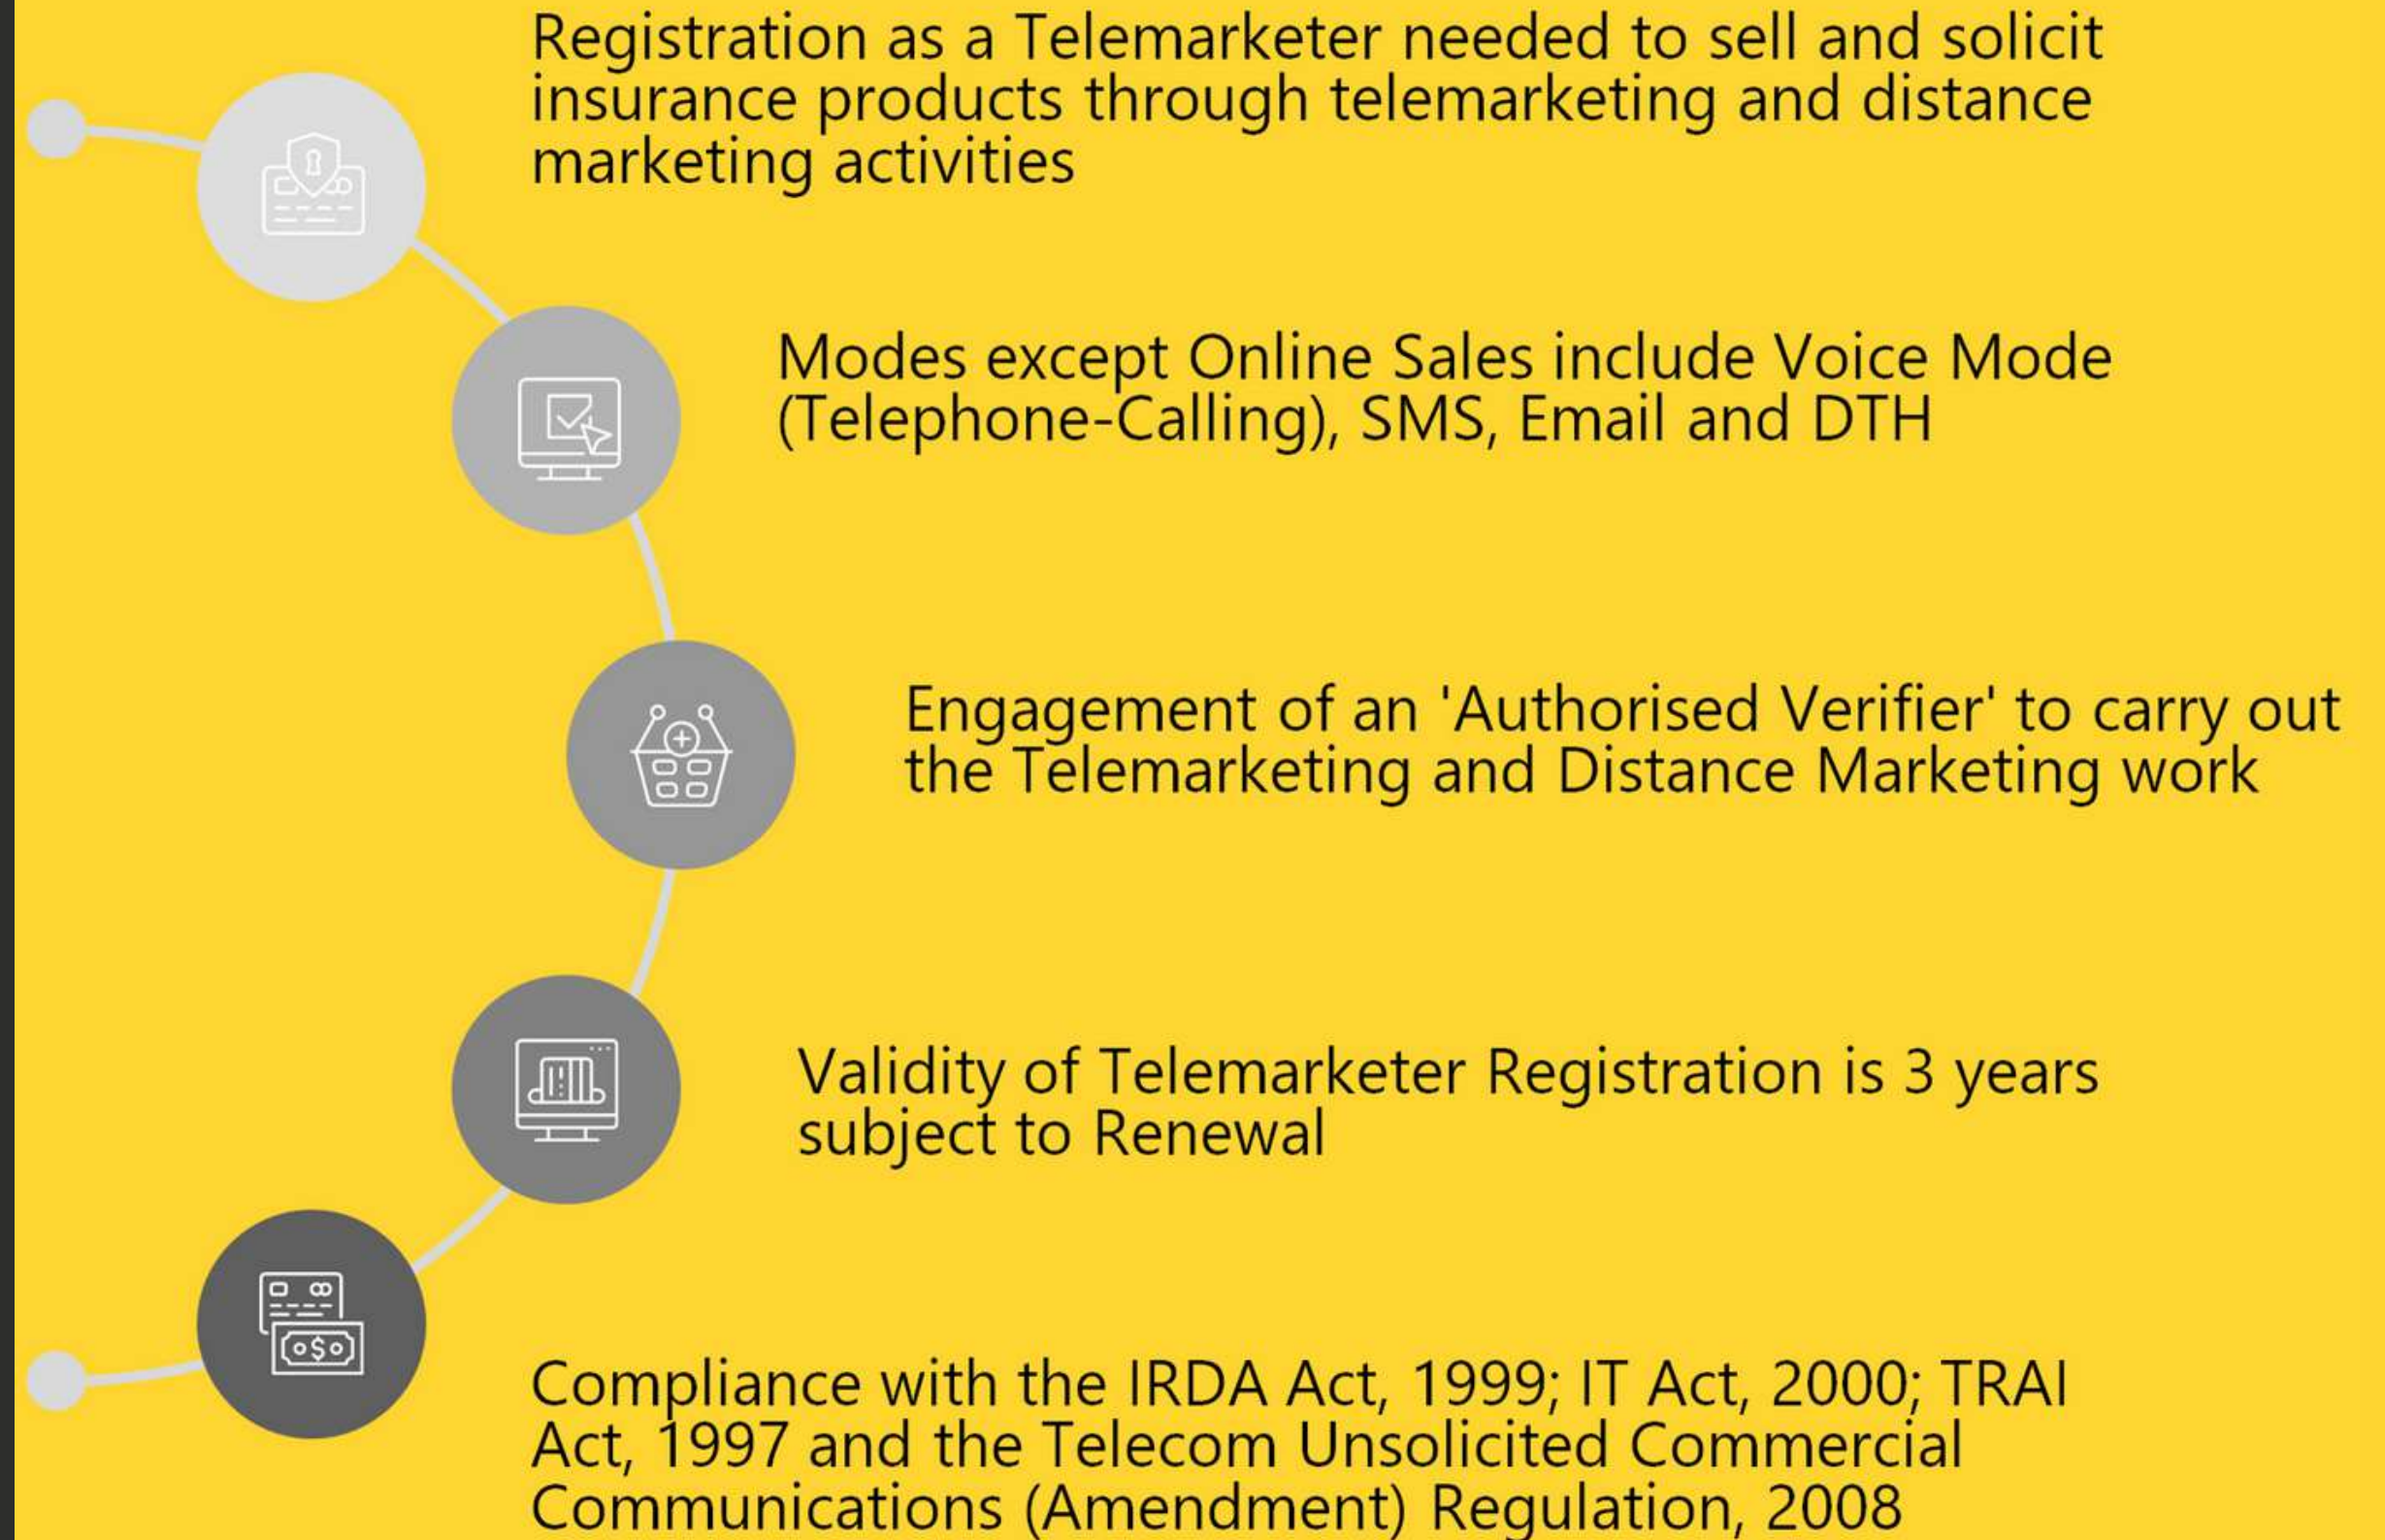 Registration as a Telemarketer needed to sell and solicit
insurance products through telemarketing and distance
marketing activities
Modes except Online Sales include Voice Mode
(Telephone-Calling), SMS, Email and DTH
Engagement of an 'Authorised Verifier' to carry out
the Telemarketing and Distance Marketing work
Validity of Telemarketer Registration is 3 years
subject to Renewal
Compliance with the IRDA Act, 1999; IT Act, 2000; TRAI
Act, 1997 and the Telecom Unsolicited Commercial
Communications (Amendment) Regulation, 2008